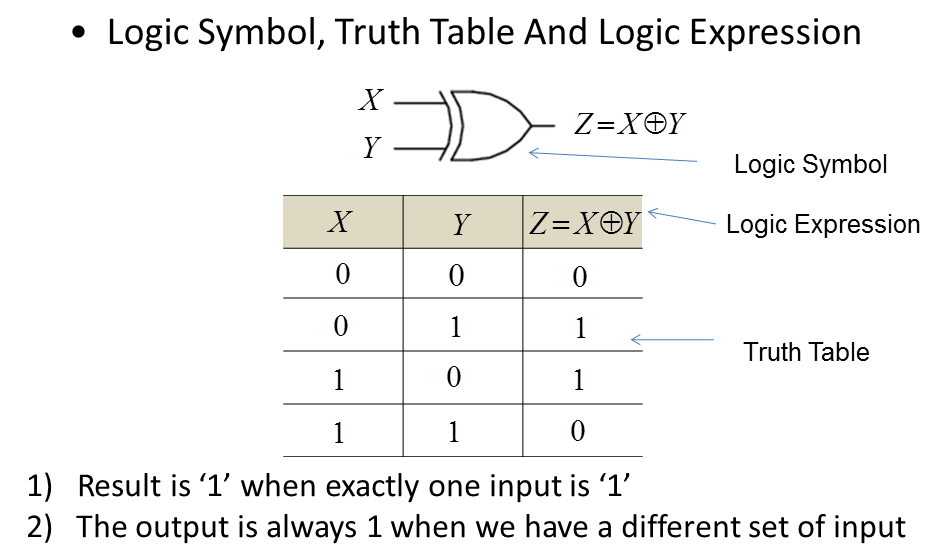 • Logic Symbol, Truth Table And Logic Expression
X
Z=X⊕Y
Y
Logic Symbol
X Y Z=X⊕Y
Logic Expression
0 0 0
0 1 1
Truth Table
1 0 1
1 1 0
1) Result is ‘1’ when exactly one input is ‘1’
2) The output is always 1 when we have a different set of input